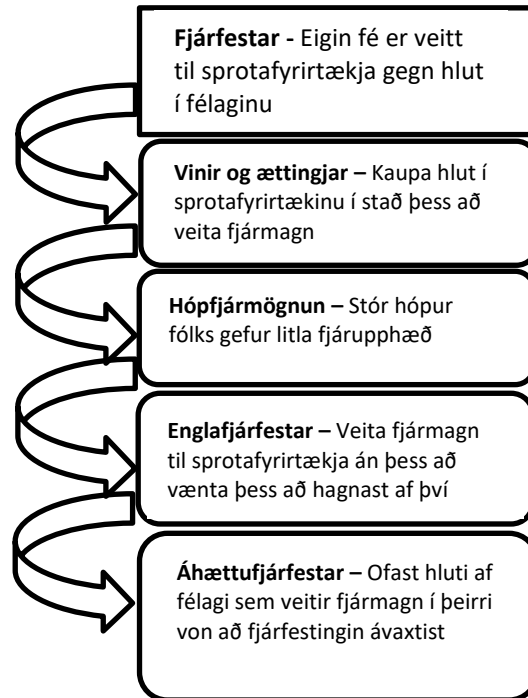 Fjárfestar - Eigin fé er veitt
til sprotafyrirtækja gegn hlut
í félaginu
Vinir og ættingjar – Kaupa hlut í
sprotafyrirtækinu í stað þess að
veita fjármagn
Hópfjármögnun – Stór hópur
fólks gefur litla fjárupphæð
Englafjárfestar – Veita fjármagn
til sprotafyrirtækja án þess að
vænta þess að hagnast af því
Áhættufjárfestar – Ofast hluti af
félagi sem veitir fjármagn í þeirri
von að fjárfestingin ávaxtist